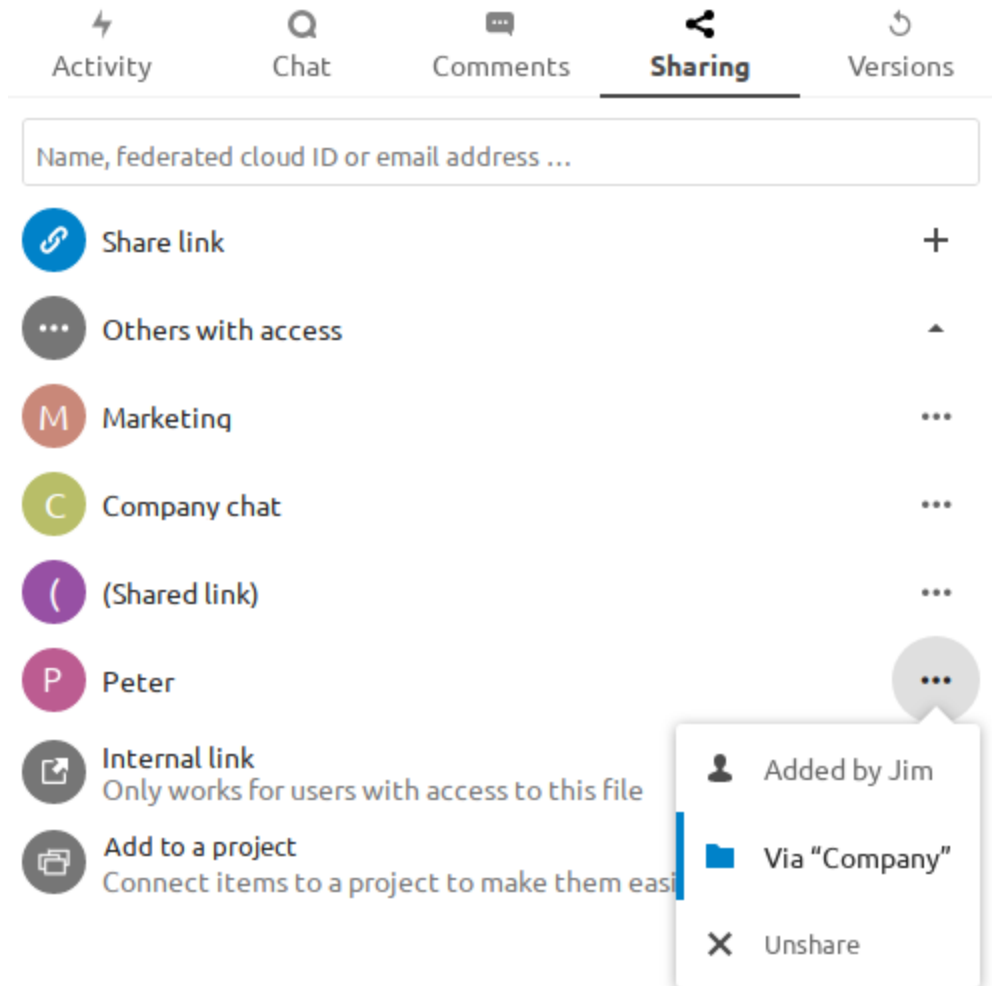 Activity
Chat
Comments
Sharing
Versions
Name, federated cloud ID or email address ...
Share link
Others with access
M
Marketing
C
Company chat
(
(Shared link)
P
Peter
Internal link
Only works for users with access to this file
Add to a project
Connect items to a project to make them easi
Added by Jim
Via “Company”
Unshare